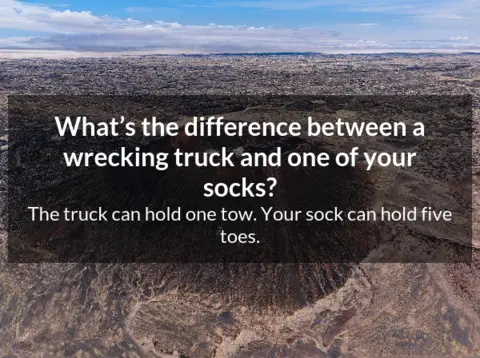 What’s the difference between a
wrecking truck and one of your
socks?
The truck can hold one tow. Your sock can hold five
toes.